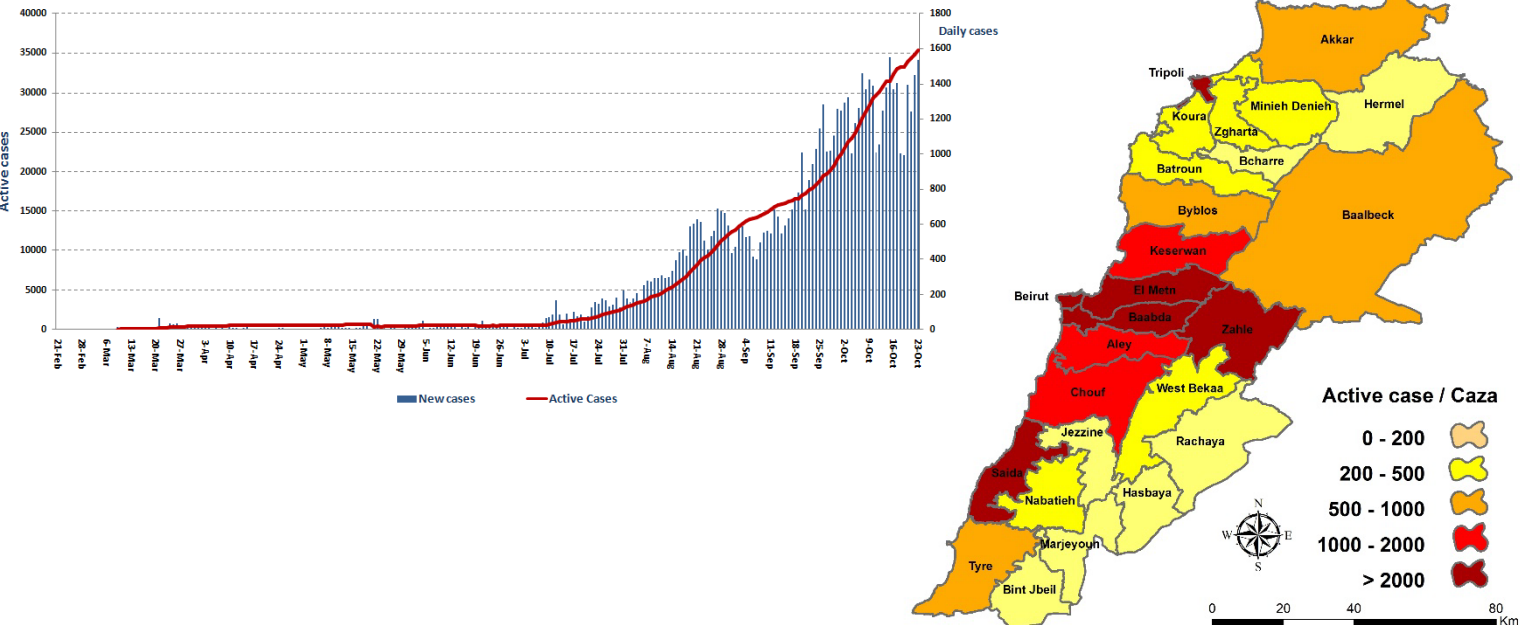 40000
35000
30000
25000
20000
15000
10000
5000
0
Active cases
1800
1600
1400
1200
1000
800
600
400
200
0
Daily cases
21-Feb
28-Feb
6-Mar
13-Mar
20-Mar
27-Mar
3-Apr
10-Apr
17-Apr
24-Apr
1-May
8-May
15-May
22-May
29-May
5-Jun
12-Jun
19-Jun
26-Jun
3-Jul
10-Jul
17-Jul
24-Jul
31-Jul
7-Aug
14-Aug
21-Aug
28-Aug
4-Sep
11-Sep
18-Sep
25-Sep
2-Oct
9-Oct
16-Oct
23-Oct
New cases
Active Cases
Akkar
Tripoli
Minieh Denieh
Hermel
Koura
Zgharta
Bcharre
Batroun
Byblos
Baalbeck
Keserwan
El Metn
Beirut
Baabda
Zahle
Aley
Chouf
West Bekaa
Jezzine
Rachaya
Saida
Hasbaya
Nabatieh
Marjeyoun
Tyre
Bint Jbeil
Active case / Caza
0 - 200
200 - 500
500 - 1000
1000 - 2000
> 2000
N
W E
S
0 20 40 80
Km